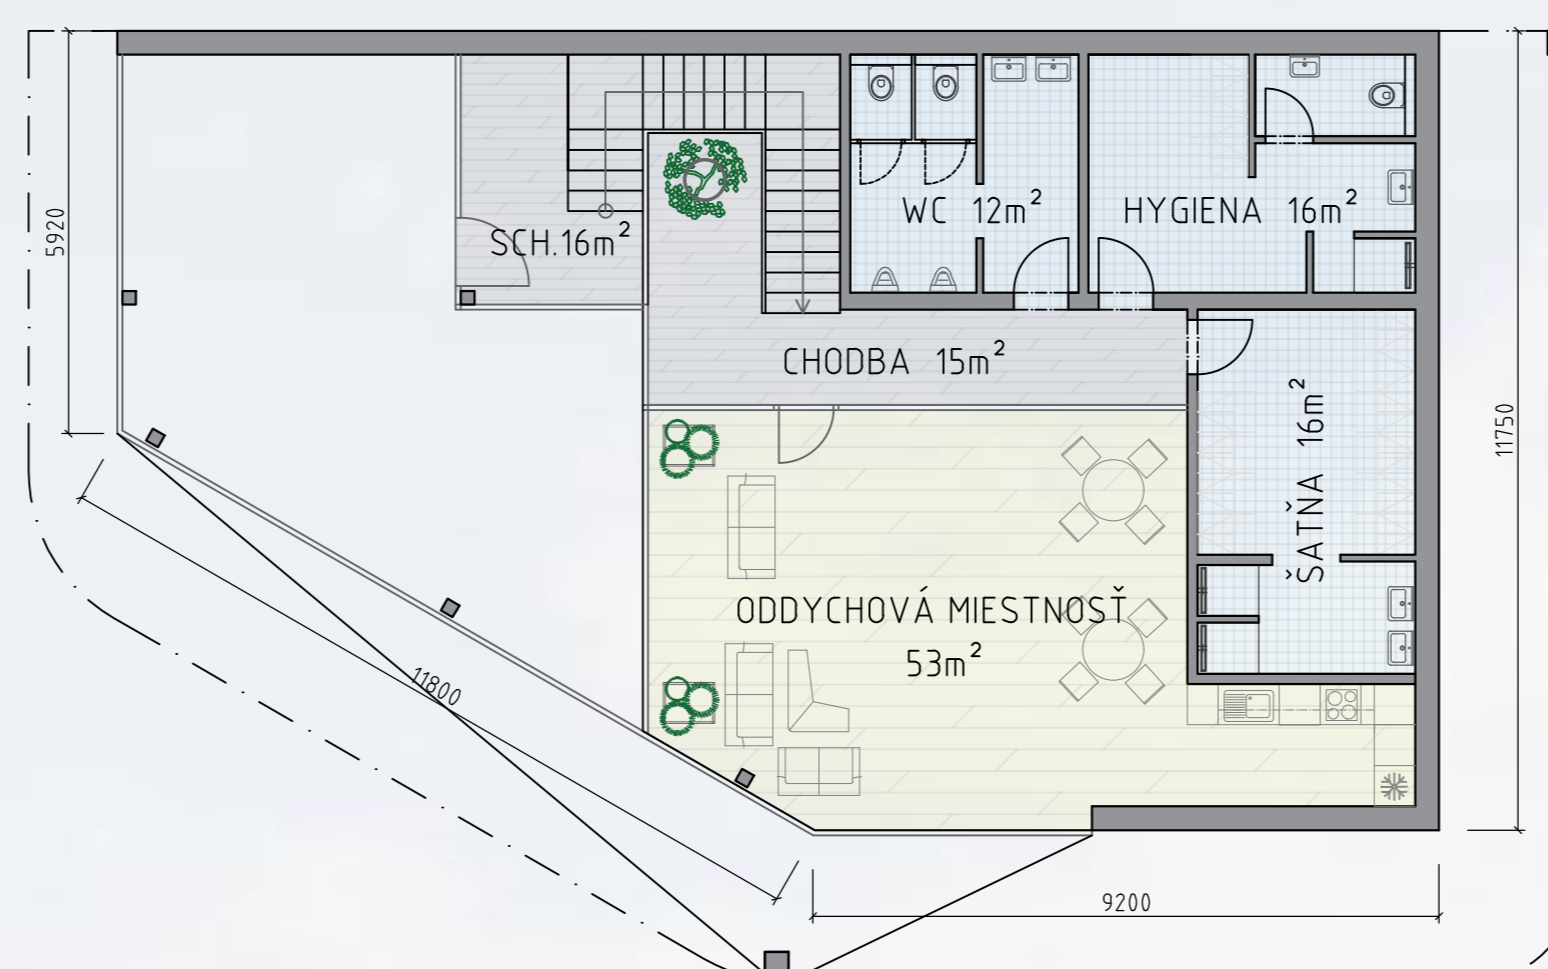 5920
SCH.16m²
WC 12m²
HYGIENA 16m²
CHODBA 15m²
ŠATŇA 16m²
11750
ODDYCHOVÁ MIESTNOSŤ
53m²
11800
9200